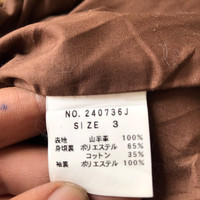 NO. 240736J
SIZE 3
表地 山羊革 100%
身頃裏 ポリエステル 65%
コットン 35%
袖裏 ポリエステル 100%